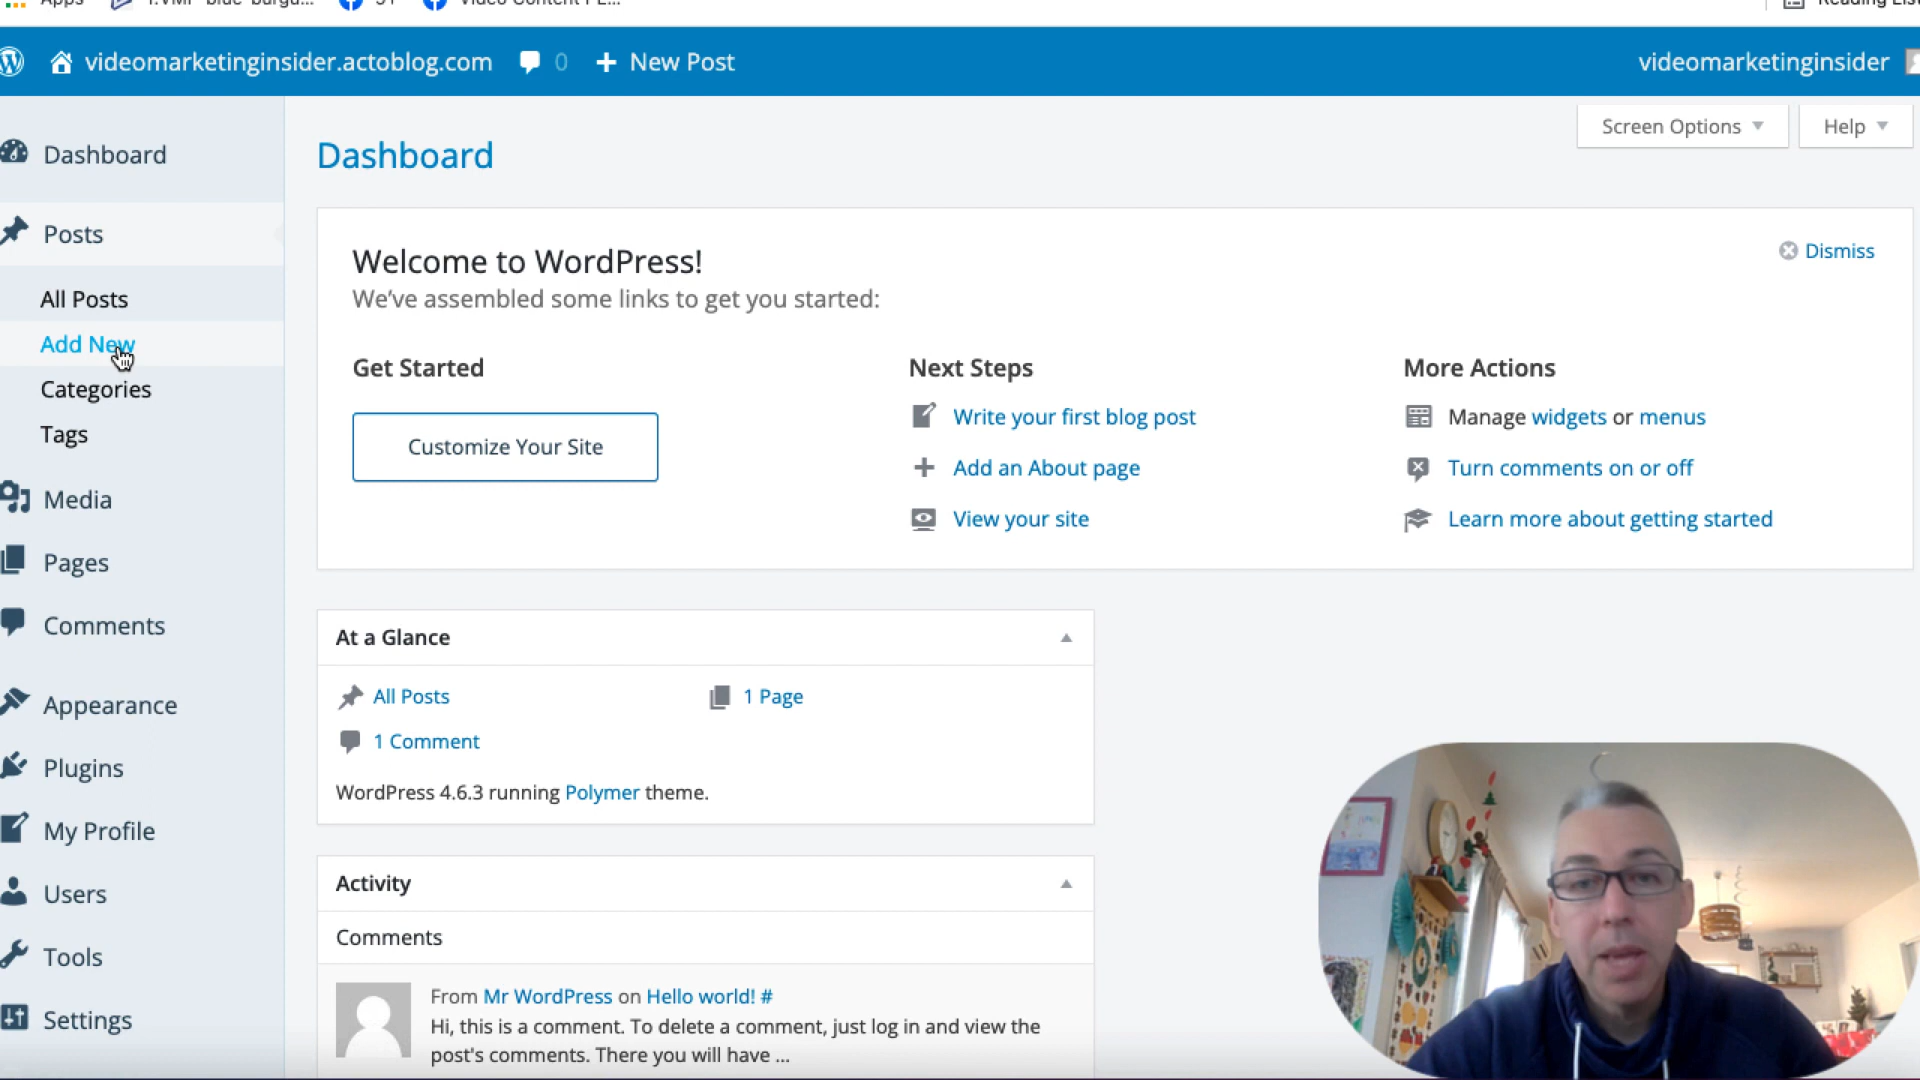 Apps
Video Content P
Reading List
videomarketinginsider.actoblog.com 0 New Post
videomarketinginsider
Screen Options
Help
Dashboard
Posts
All Posts
Add New
Categories
Tags
Media
Pages
Comments
Appearance
Plugins
My Profile
Users
Tools
Settings
Dashboard
Welcome to WordPress!
Dismiss
We've assembled some links to get you started:
Get Started
Customize Your Site
Next Steps
Write your first blog post
Add an About page
View your site
More Actions
Manage widgets or menus
Turn comments on or off
Learn more about getting started
At a Glance
All Posts
1 Page
1 Comment
WordPress 4.6.3 running Polymer theme.
Activity
Comments
From Mr WordPress on Hello world! #
Hi, this is a comment. To delete a comment, just log in and view the
post's comments. There you will have ...